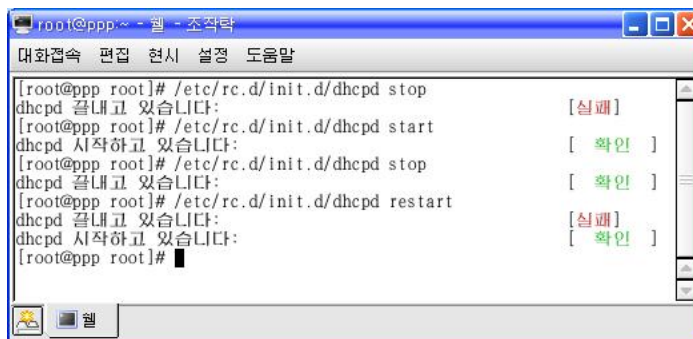 root@ppp:~ - 웰 - 조작탁
대화접속 편집 현시 설정 도움말
[root@ppp root]# /etc/rc.d/init.d/dhcpd stop
dhcpd 끝내고 있습니다: [실패]
[root@ppp root]# /etc/rc.d/init.d/dhcpd start
dhcpd 시작하고 있습니다: [ 확인 ]
[root@ppp root]# /etc/rc.d/init.d/dhcpd stop
dhcpd 끝내고 있습니다: [ 확인 ]
[root@ppp root]# /etc/rc.d/init.d/dhcpd restart
dhcpd 끝내고 있습니다: [실패]
dhcpd 시작하고 있습니다: [ 확인 ]
[root@ppp root]#
웰